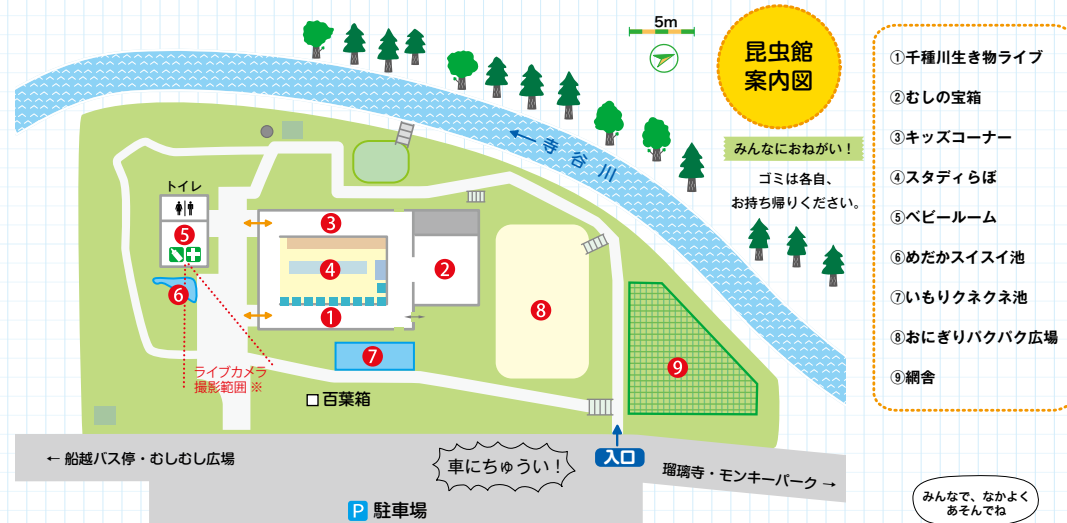 5m
昆虫館
案内図
みんなにおねがい！
ゴミは各自、
お持ち帰りください。
①千種川生き物ライブ
②むしの宝箱
③キッズコーナー
④スタディらぼ
⑤ベビールーム
⑥めだかスイスイ池
⑦いもりクネクネ池
⑧おにぎりパクパク広場
⑨網舎
← 寺谷川
トイレ
5
6
3
4
2
1
7
8
9
ライブカメラ
撮影範囲 ※
百葉箱
← 船越バス停・むしむし広場
車にちゅうい！
入口
瑠璃寺・モンキーパーク →
P 駐車場
みんなで、なかよく
あそんでね